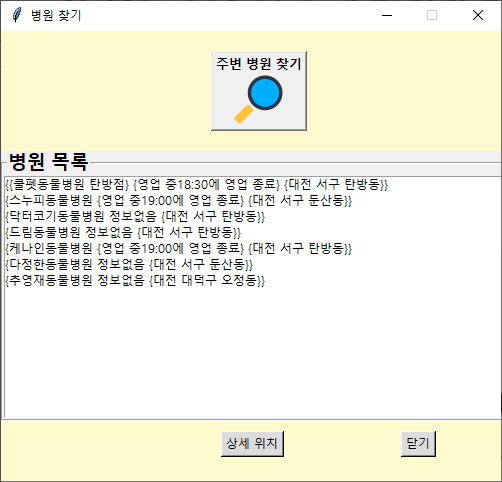 병원 찾기
주변 병원 찾기
병원 목록
{{쿨펫동물병원 탄방점} {영업 중18:30에 영업 종료} {대전 서구 탄방동}}
{스누피동물병원 {영업 중19:00에 영업 종료} {대전 서구 둔산동}}
{닥터코기동물병원 정보없음 {대전 서구 탄방동}}
{드림동물병원 정보없음 {대전 서구 탄방동}}
{케나인동물병원 {영업 중19:00에 영업 종료} {대전 서구 탄방동}}
{다정한동물병원 정보없음 {대전 서구 둔산동}}
{추영재동물병원 정보없음 {대전 대덕구 오정동}}
상세 위치
닫기